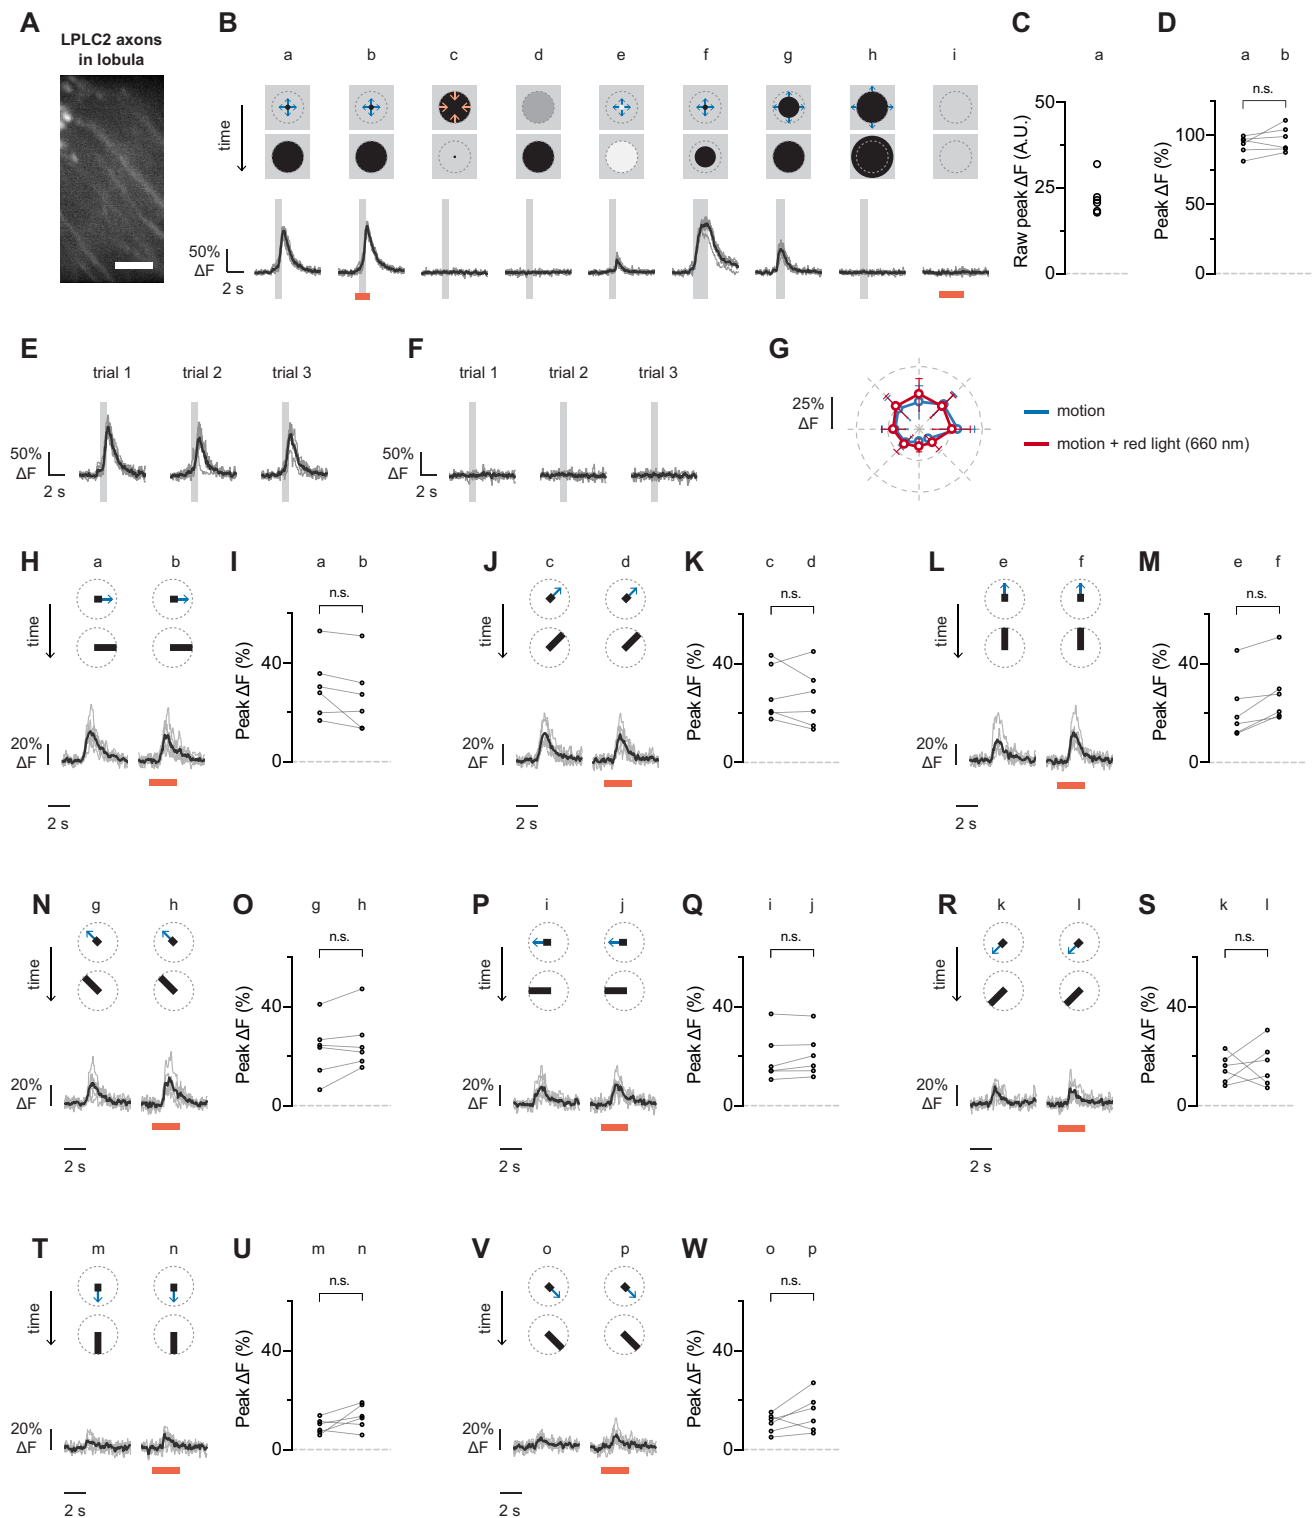 A
LPLC2 axons
in lobula
B
a b c d e f g h i
time
50%
ΔF
2 s
C
a
Raw peak ΔF (A.U.)
50
25
0
D
a b
n.s.
Peak ΔF (%)
100
50
0
E
trial 1 trial 2 trial 3
50%
ΔF
2 s
F
trial 1 trial 2 trial 3
50%
ΔF
2 s
G
25%
ΔF
motion
motion + red light (660 nm)
H
a b
time
20%
ΔF
2 s
I
a b
n.s.
Peak ΔF (%)
40
0
J
c d
time
20%
ΔF
2 s
K
c d
n.s.
Peak ΔF (%)
40
0
L
e f
time
20%
ΔF
2 s
M
e f
n.s.
Peak ΔF (%)
40
0
N
g h
time
20%
ΔF
2 s
O
g h
n.s.
Peak ΔF (%)
40
0
P
i j
time
20%
ΔF
2 s
Q
i j
n.s.
Peak ΔF (%)
40
0
R
k l
time
20%
ΔF
2 s
S
k l
n.s.
Peak ΔF (%)
40
0
T
m n
time
20%
ΔF
2 s
U
m n
n.s.
Peak ΔF (%)
40
0
V
o p
time
20%
ΔF
2 s
W
o p
n.s.
Peak ΔF (%)
40
0